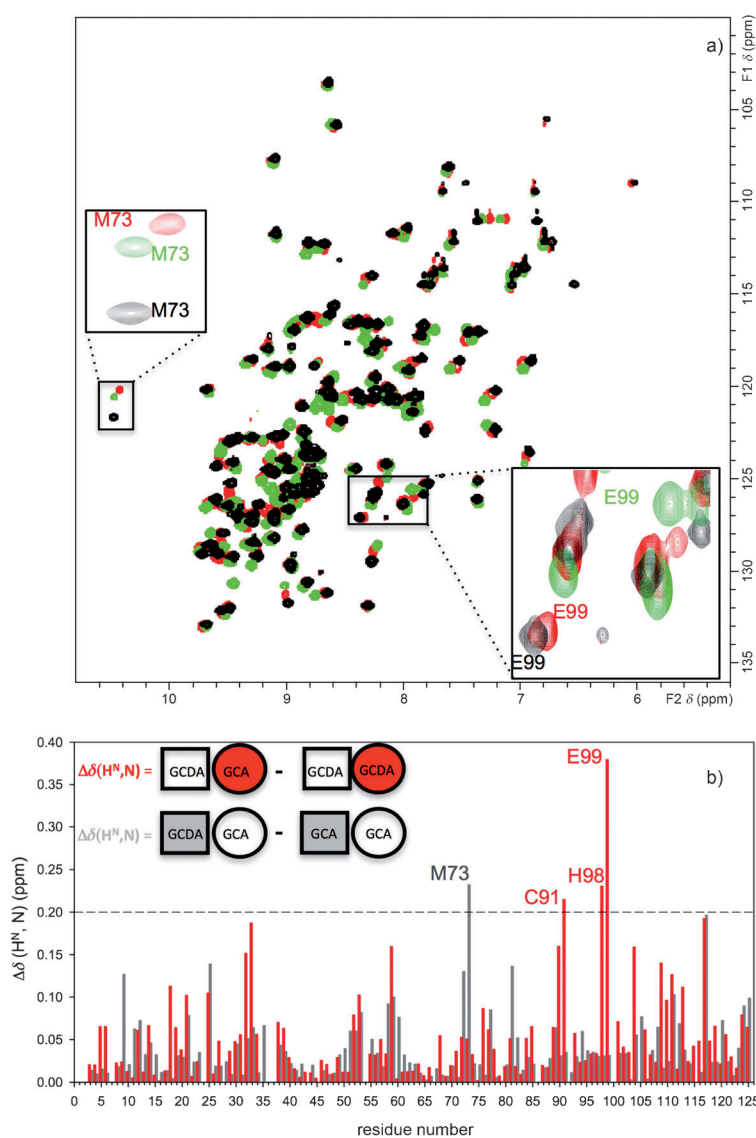 a)
F1 δ (ppm)
105
110
115
120
125
130
135
M73
M73
M73
E99
E99
E99
10
9
8
7
6
F2 δ (ppm)
b)
0.40
0.35
0.30
0.25
0.20
0.15
0.10
0.05
0.00
Δδ (Hᴺ, N) (ppm)
Δδ(Hᴺ,N) = GCDA GCA - GCDA GCDA
Δδ(Hᴺ,N) = GCDA GCA - GCA GCA
E99
M73
H98
C91
0 5 10 15 20 25 30 35 40 45 50 55 60 65 70 75 80 85 90 95 100 105 110 115 120 125
residue number